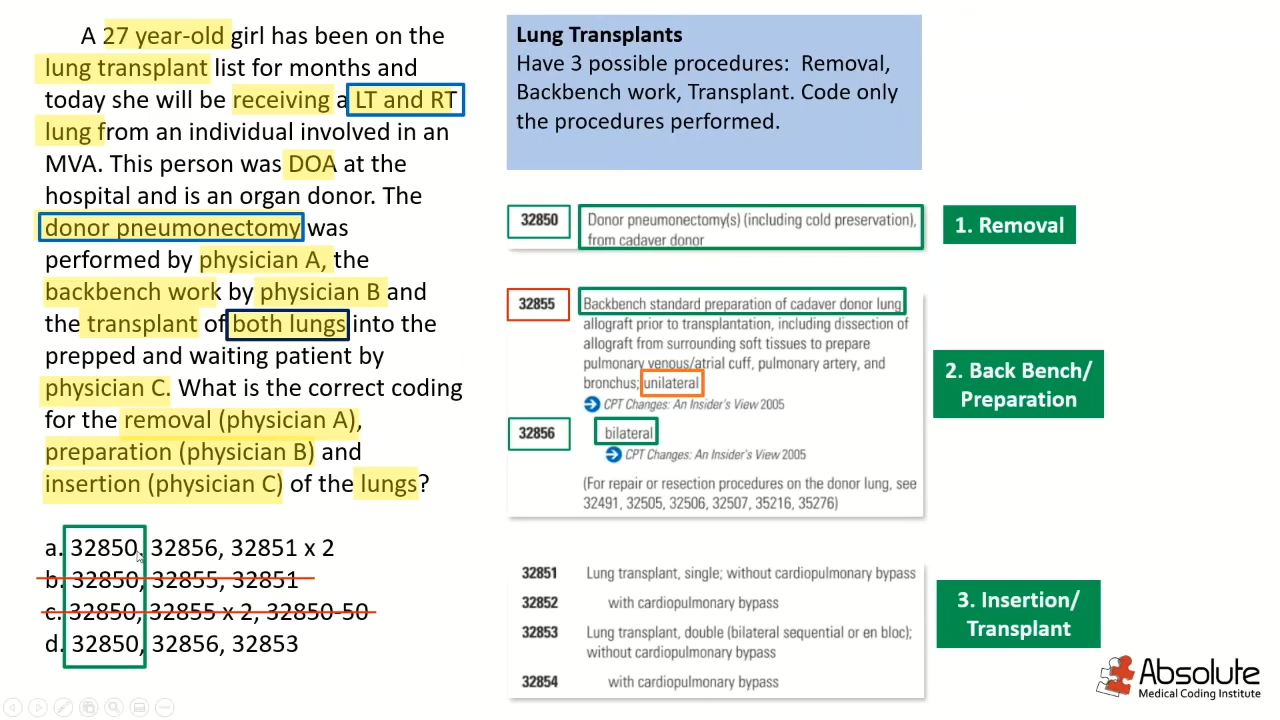 A 27 year-old girl has been on the
lung transplant list for months and
today she will be receiving a LT and RT
lung from an individual involved in an
MVA. This person was DOA at the
hospital and is an organ donor. The
donor pneumonectomy was
performed by physician A, the
backbench work by physician B and
the transplant of both lungs into the
prepped and waiting patient by
physician C. What is the correct coding
for the removal (physician A),
preparation (physician B) and
insertion (physician C) of the lungs?
a. 32850, 32856, 32851 x 2
b. 32850, 32855, 32851
c. 32850, 32855 x 2, 32850-50
d. 32850, 32856, 32853
Lung Transplants
Have 3 possible procedures: Removal,
Backbench work, Transplant. Code only
the procedures performed.
32850 Donor pneumonectomy(s) (including cold preservation),
from cadaver donor
1. Removal
32855 Backbench standard preparation of cadaver donor lung
allograft prior to transplantation, including dissection of
allograft from surrounding soft tissues to prepare
pulmonary venous/atrial cuff, pulmonary artery, and
bronchus; unilateral
CPT Changes: An Insider's View 2005
32856 bilateral
CPT Changes: An Insider's View 2005
(For repair or resection procedures on the donor lung, see
32491, 32505, 32506, 32507, 35216, 35276)
2. Back Bench/
Preparation
32851 Lung transplant, single; without cardiopulmonary bypass
32852 with cardiopulmonary bypass
32853 Lung transplant, double (bilateral sequential or en bloc);
without cardiopulmonary bypass
32854 with cardiopulmonary bypass
3. Insertion/
Transplant
Absolute
Medical Coding Institute